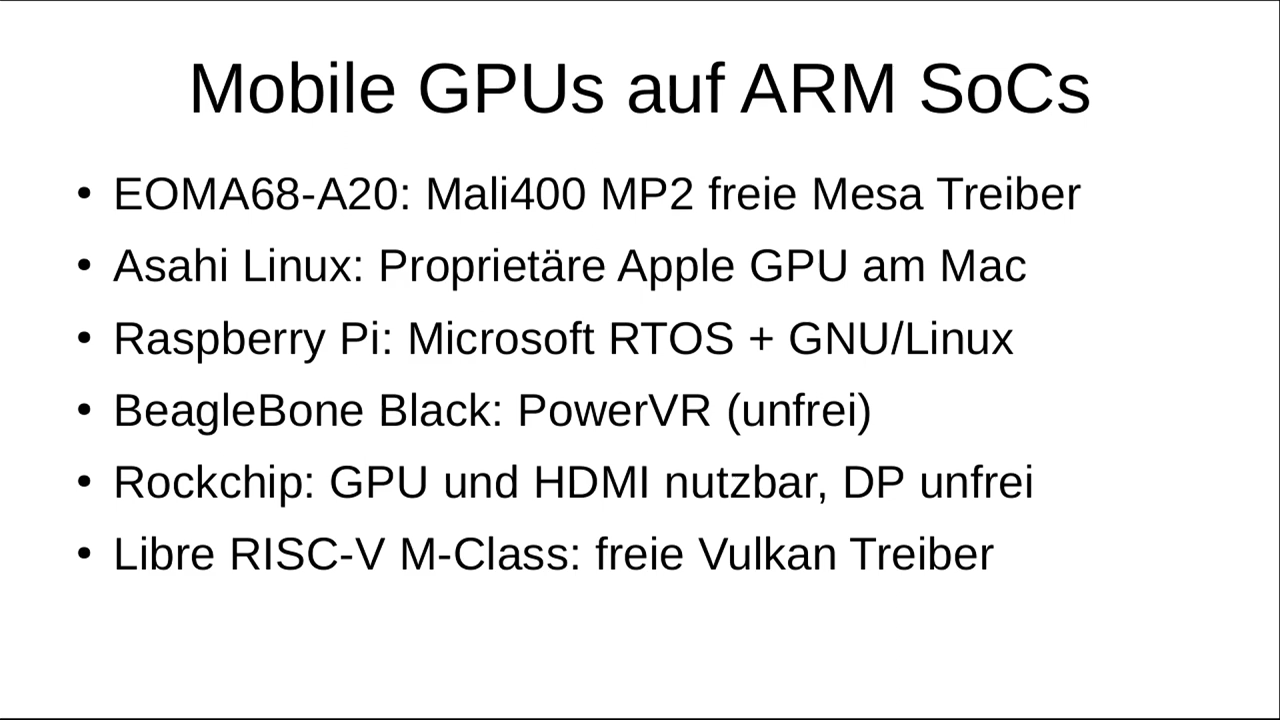 Mobile GPUs auf ARM SoCs
• EOMA68-A20: Mali400 MP2 freie Mesa Treiber
• Asahi Linux: Proprietäre Apple GPU am Mac
• Raspberry Pi: Microsoft RTOS + GNU/Linux
• BeagleBone Black: PowerVR (unfrei)
• Rockchip: GPU und HDMI nutzbar, DP unfrei
• Libre RISC-V M-Class: freie Vulkan Treiber